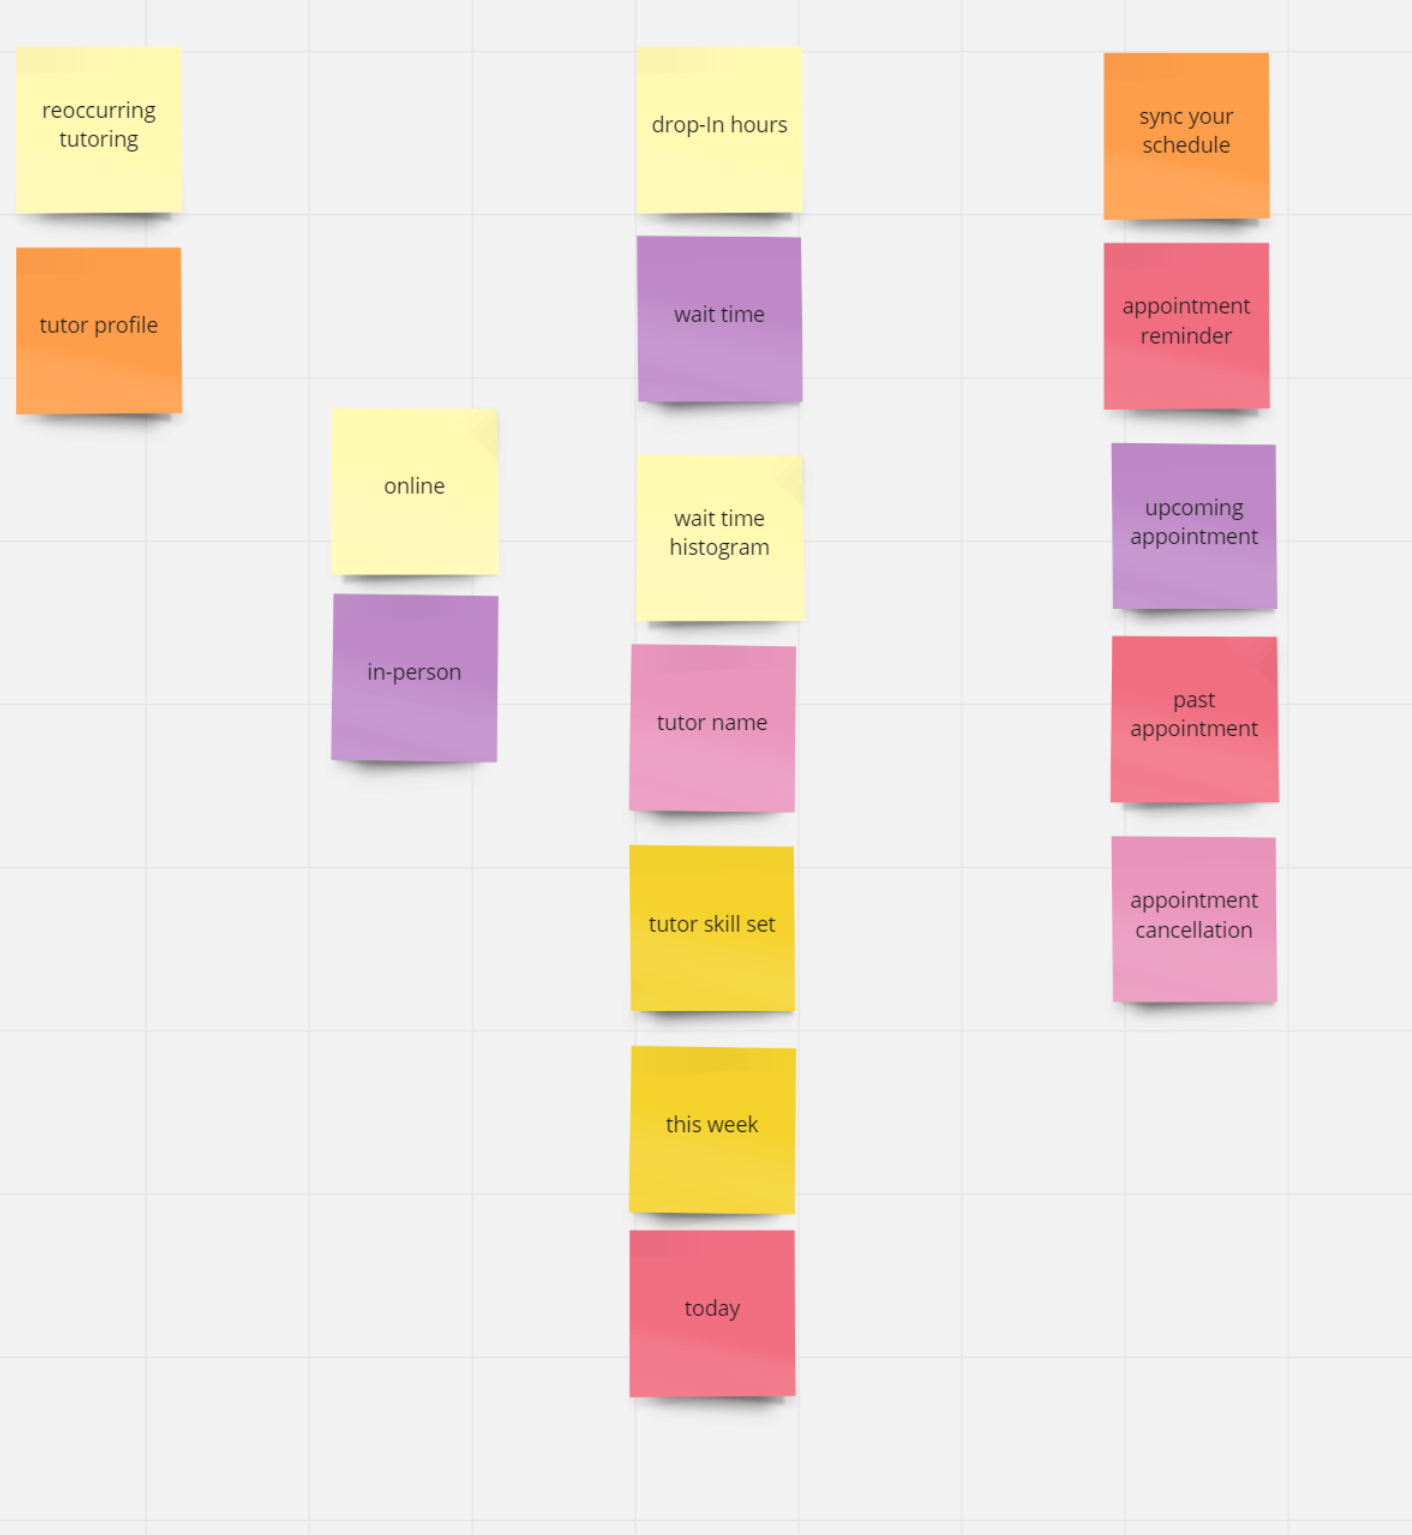 reoccurring
tutoring
tutor profile
online
in-person
drop-In hours
wait time
wait time
histogram
tutor name
tutor skill set
this week
today
sync your
schedule
appointment
reminder
upcoming
appointment
past
appointment
appointment
cancellation